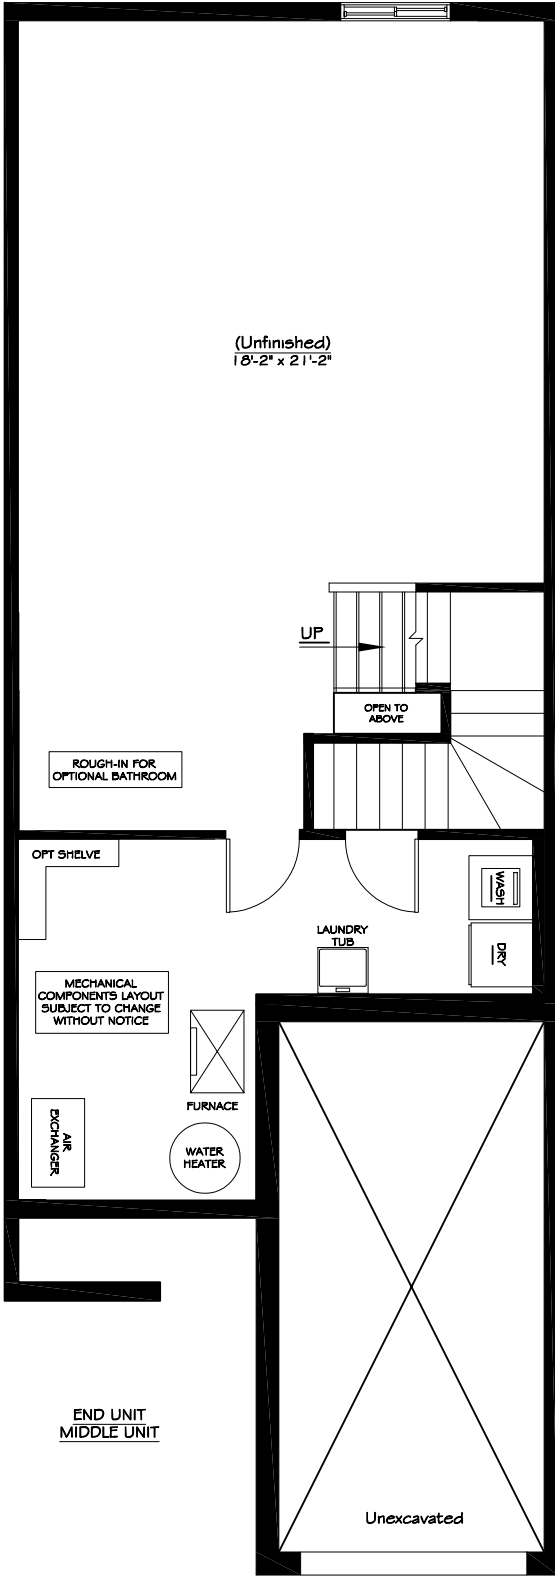 (Unfinished)
18'-2" x 21'-2"
UP
OPEN TO
ABOVE
ROUGH-IN FOR
OPTIONAL BATHROOM
OPT SHELVE
WASH
LAUNDRY
TUB
DRY
MECHANICAL
COMPONENTS LAYOUT
SUBJECT TO CHANGE
WITHOUT NOTICE
FURNACE
AIR
EXCHANGER
WATER
HEATER
END UNIT
MIDDLE UNIT
Unexcavated